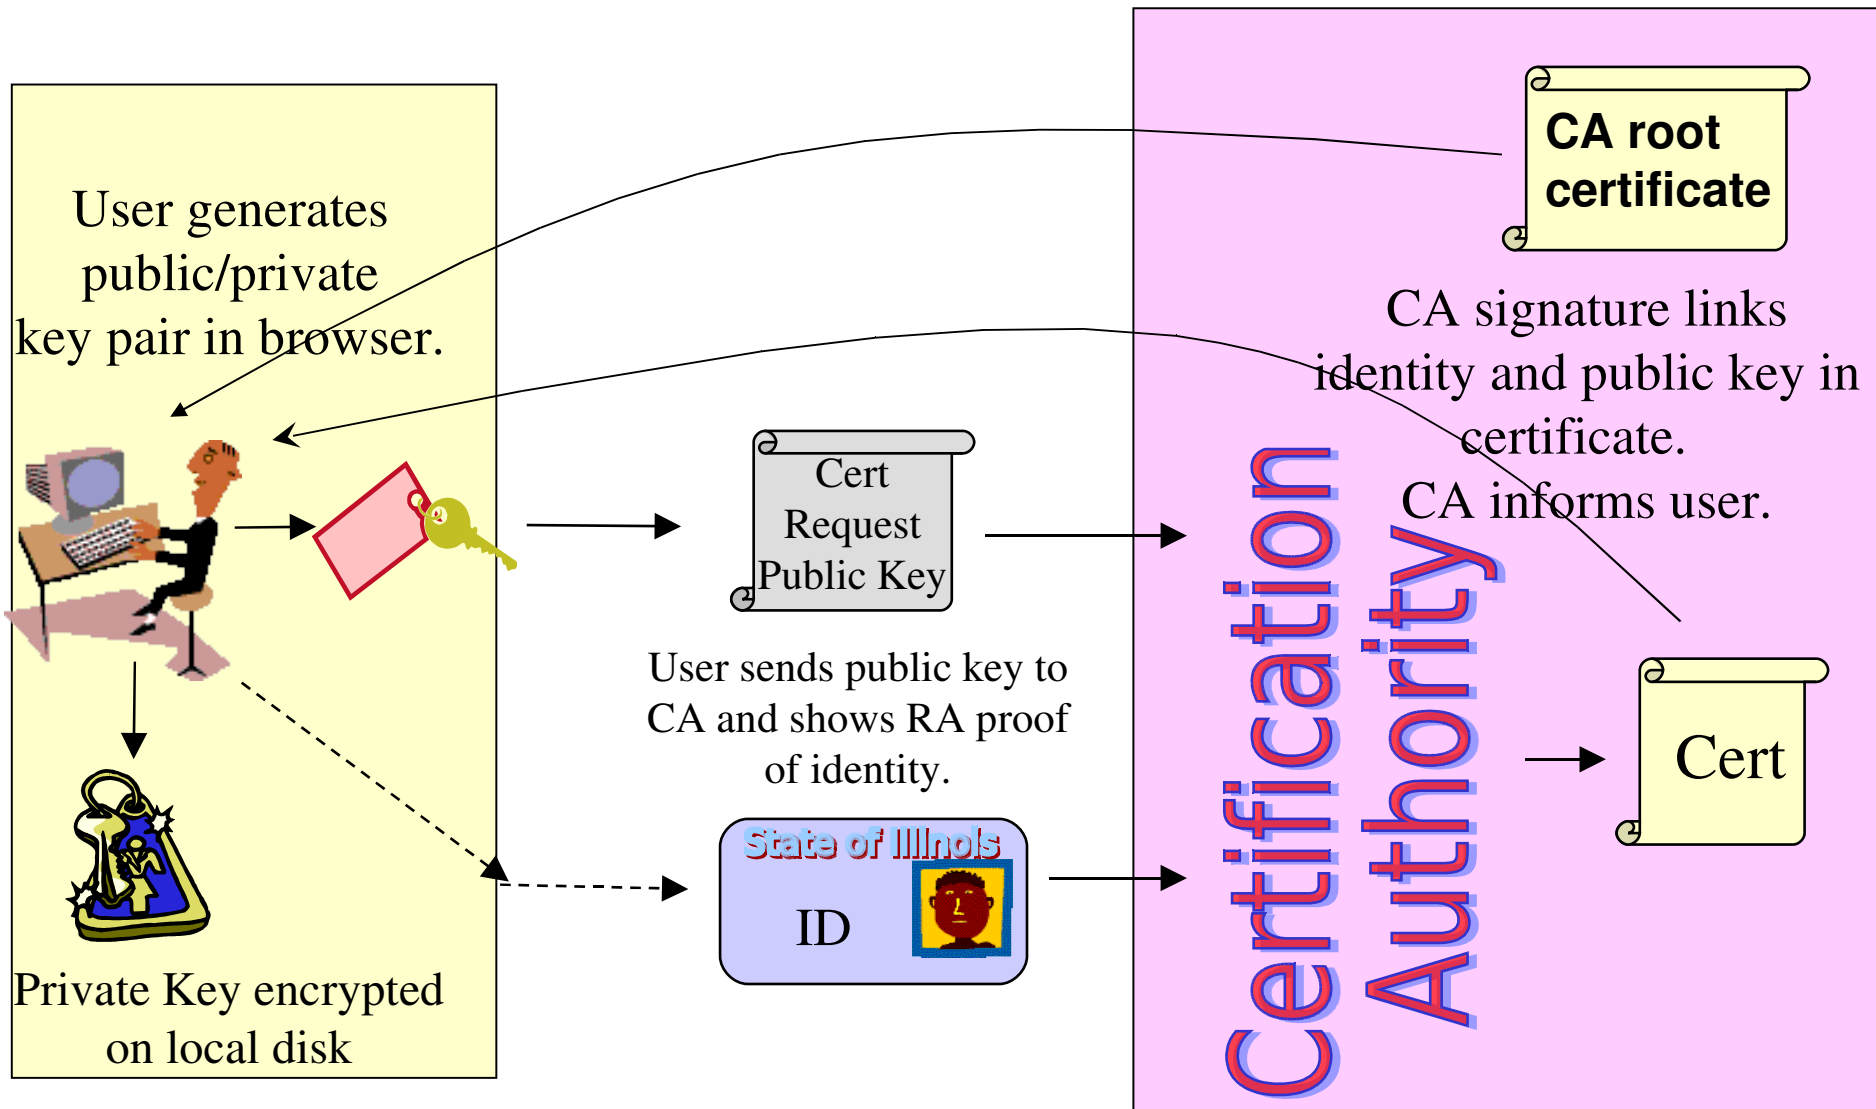 User generates
public/private
key pair in browser.
Private Key encrypted
on local disk
Cert
Request
Public Key
User sends public key to
CA and shows RA proof
of identity.
State of Illinois
ID
CA root
certificate
CA signature links
identity and public key in
certificate.
CA informs user.
Certification
Authority
Cert